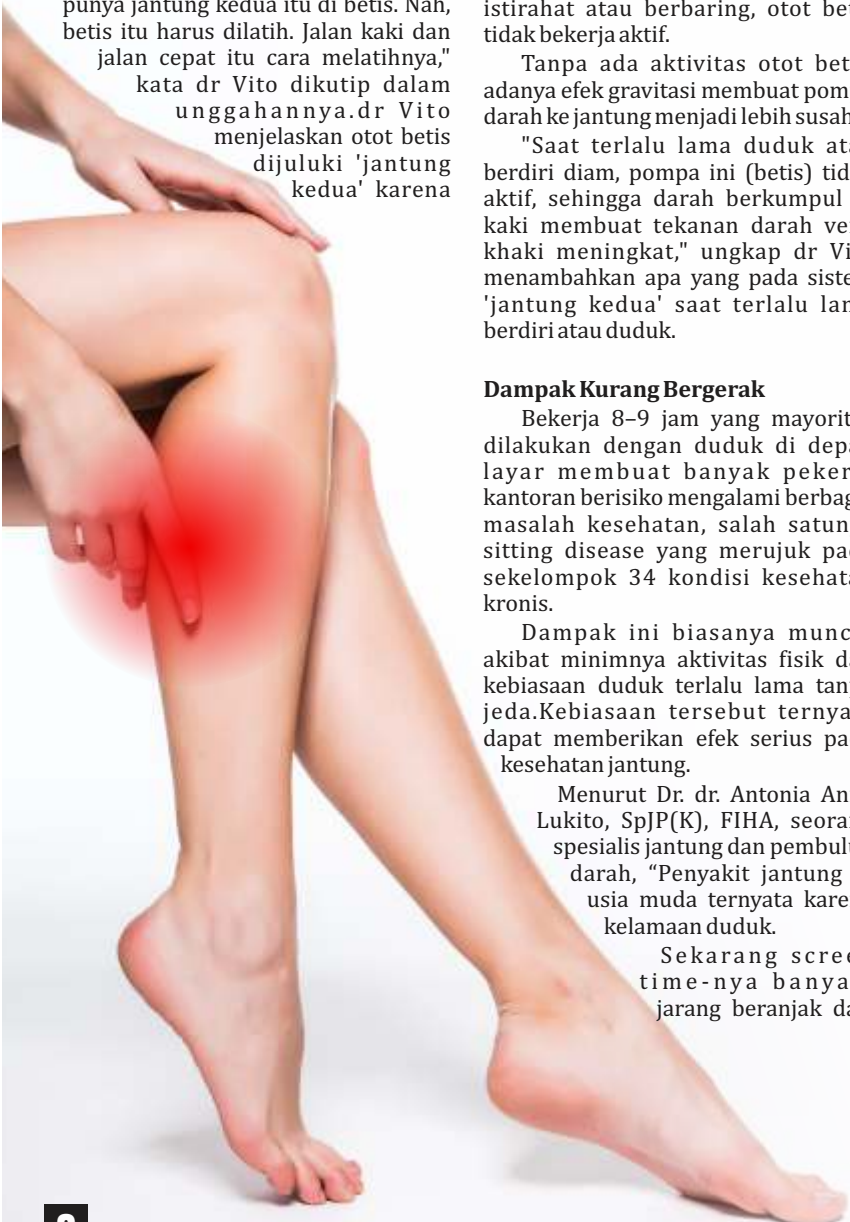 punya jantung kedua itu di betis. Nah,
betis itu harus dilatih. Jalan kaki dan
jalan cepat itu cara melatihnya,"
kata dr Vito dikutip dalam
unggahannya.dr Vito
menjelaskan otot betis
dijuluki 'jantung
kedua' karena
istirahat atau berbaring, otot bet
tidak bekerja aktif.
Tanpa ada aktivitas otot bet
adanya efek gravitasi membuat pom
darah ke jantung menjadi lebih susah
"Saat terlalu lama duduk ata
berdiri diam, pompa ini (betis) tid
aktif, sehingga darah berkumpul
kaki membuat tekanan darah ve
khaki meningkat," ungkap dr Vi
menambahkan apa yang pada siste
'jantung kedua' saat terlalu lam
berdiri atau duduk.
Dampak Kurang Bergerak
Bekerja 8–9 jam yang mayorit
dilakukan dengan duduk di depa
layar membuat banyak peker
kantoran berisiko mengalami berbag
masalah kesehatan, salah satun
sitting disease yang merujuk pad
sekelompok 34 kondisi kesehata
kronis.
Dampak ini biasanya munc
akibat minimnya aktivitas fisik da
kebiasaan duduk terlalu lama tanp
jeda.Kebiasaan tersebut ternya
dapat memberikan efek serius pa
kesehatan jantung.
Menurut Dr. dr. Antonia An
Lukito, SpJP(K), FIHA, seoran
spesialis jantung dan pembulu
darah, “Penyakit jantung
usia muda ternyata kare
kelamaan duduk.
Sekarang scree
time-nya banya
jarang beranjak da